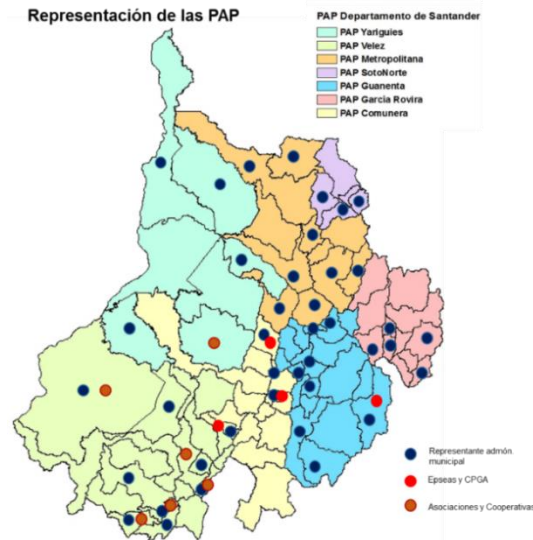 Representación de las PAP
PAP Departamento de Santander
PAP Yariguies
PAP Velez
PAP Metropolitana
PAP SotoNorte
PAP Guanenta
PAP Garcia Rovira
PAP Comunera
Representante admón.
municipal
Epseas y CPGA
Asociaciones y Cooperativas